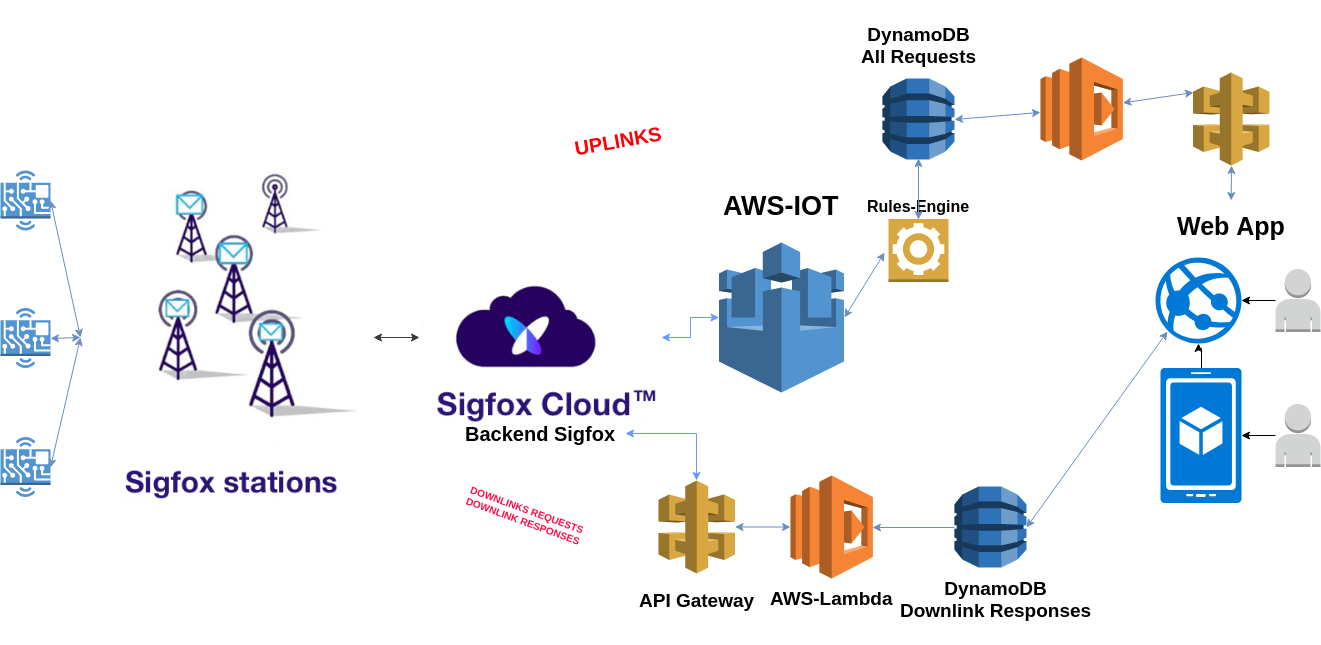 DynamoDB
All Requests
UPLINKS
AWS-IOT
Rules-Engine
Web App
Sigfox Cloud™
Backend Sigfox
Sigfox stations
DOWNLINKS REQUESTS
DOWNLINK RESPONSES
API Gateway
AWS-Lambda
DynamoDB
Downlink Responses